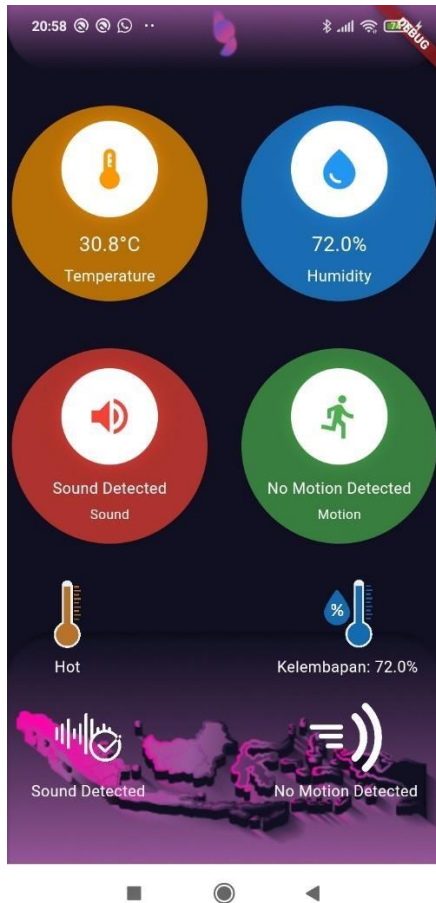 20:58
DEBUG
30.8°C
72.0%
Temperature
Humidity
Sound Detected
No Motion Detected
Sound
Motion
%
Hot
Kelembapan: 72.0%
Sound Detected
No Motion Detected